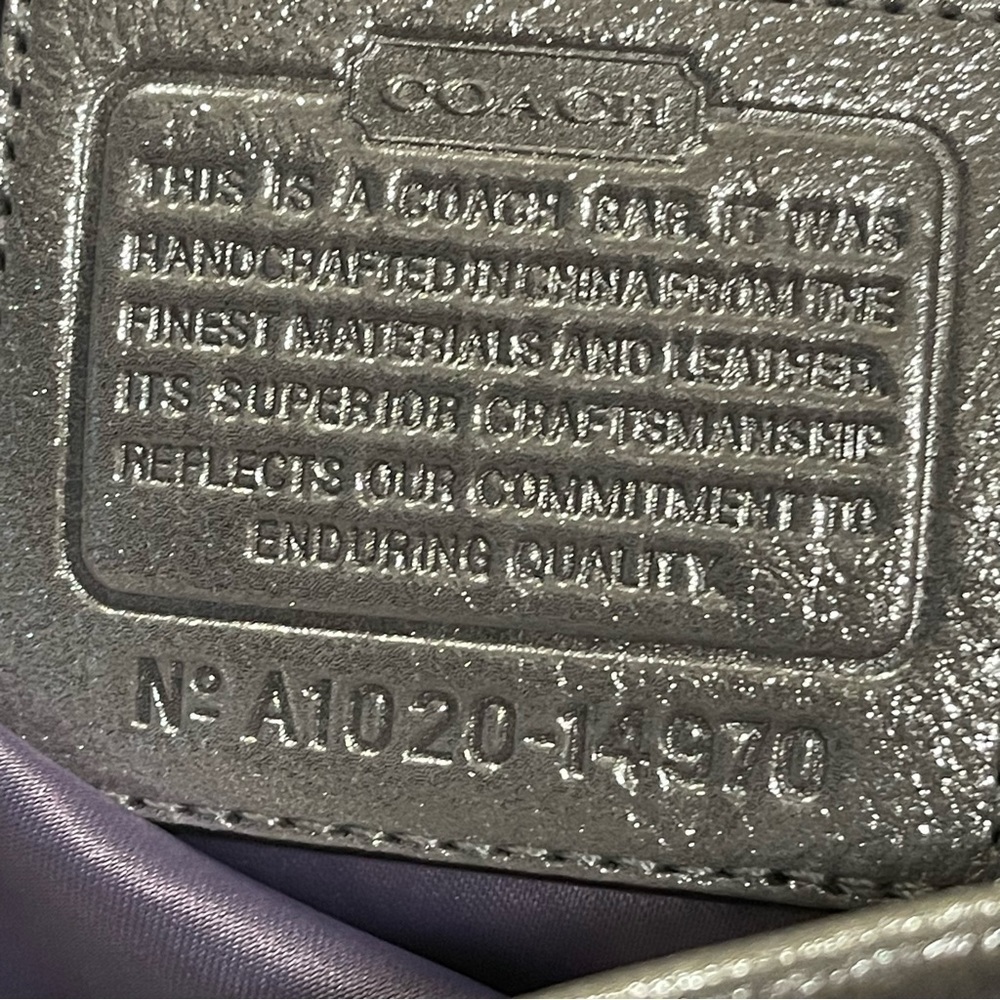 COACH
THIS IS A COACH BAG. IT WAS
HANDCRAFTED IN CHINA FROM THE
FINEST MATERIALS AND LEATHER.
ITS SUPERIOR CRAFTSMANSHIP
REFLECTS OUR COMMITMENT TO
ENDURING QUALITY.
Nº A1020-14970